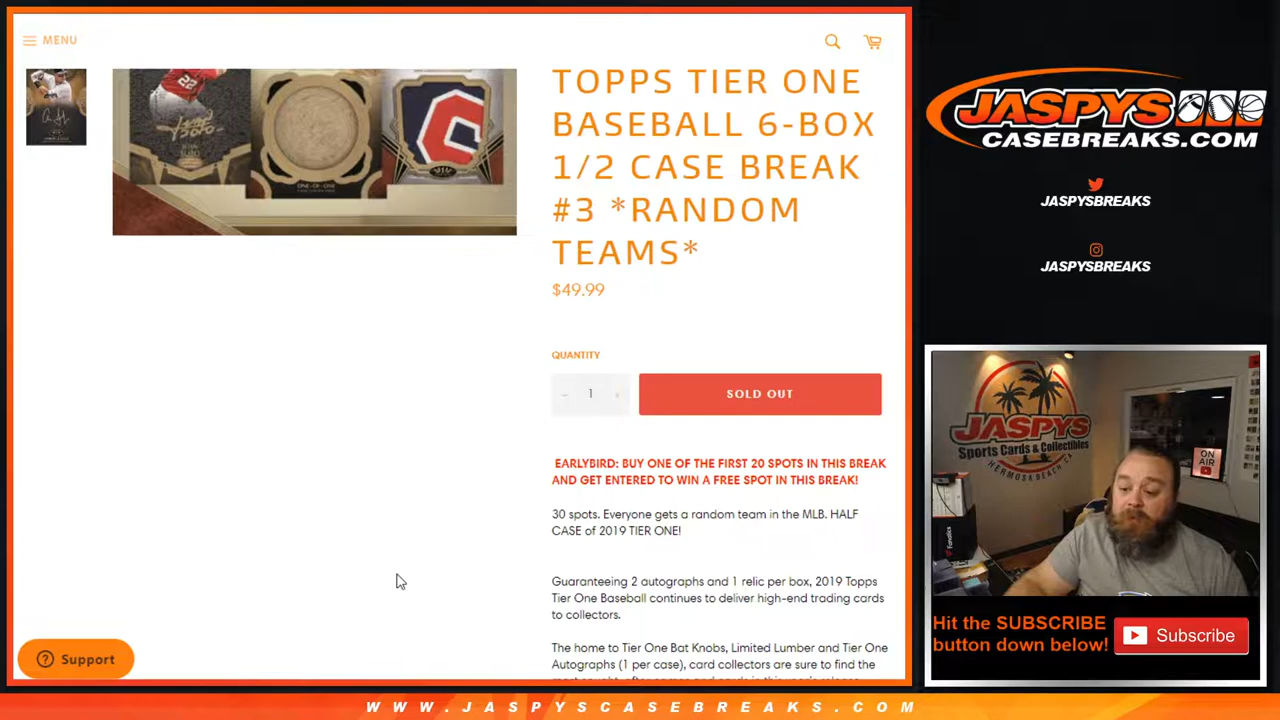 MENU
TOPPS TIER ONE
BASEBALL 6-BOX
1/2 CASE BREAK
#3 *RANDOM
TEAMS*
$49.99
QUANTITY
− 1 +
SOLD OUT
EARLYBIRD: BUY ONE OF THE FIRST 20 SPOTS IN THIS BREAK
AND GET ENTERED TO WIN A FREE SPOT IN THIS BREAK!
30 spots. Everyone gets a random team in the MLB. HALF
CASE of 2019 TIER ONE!
Guaranteeing 2 autographs and 1 relic per box, 2019 Topps
Tier One Baseball continues to deliver high-end trading cards
to collectors.
The home to Tier One Bat Knobs, Limited Lumber and Tier One
Autographs (1 per case), card collectors are sure to find the
Support
22
ONE-OF-ONE
C
JASPYS
CASEBREAKS.COM
JASPYSBREAKS
JASPYSBREAKS
JASPYS
Sports Cards & Collectibles
HERMOSA BEACH CA
ON
AIR
Fanatics
Hit the SUBSCRIBE
button down below!
Subscribe
WWW.JASPYSCASEBREAKS.COM